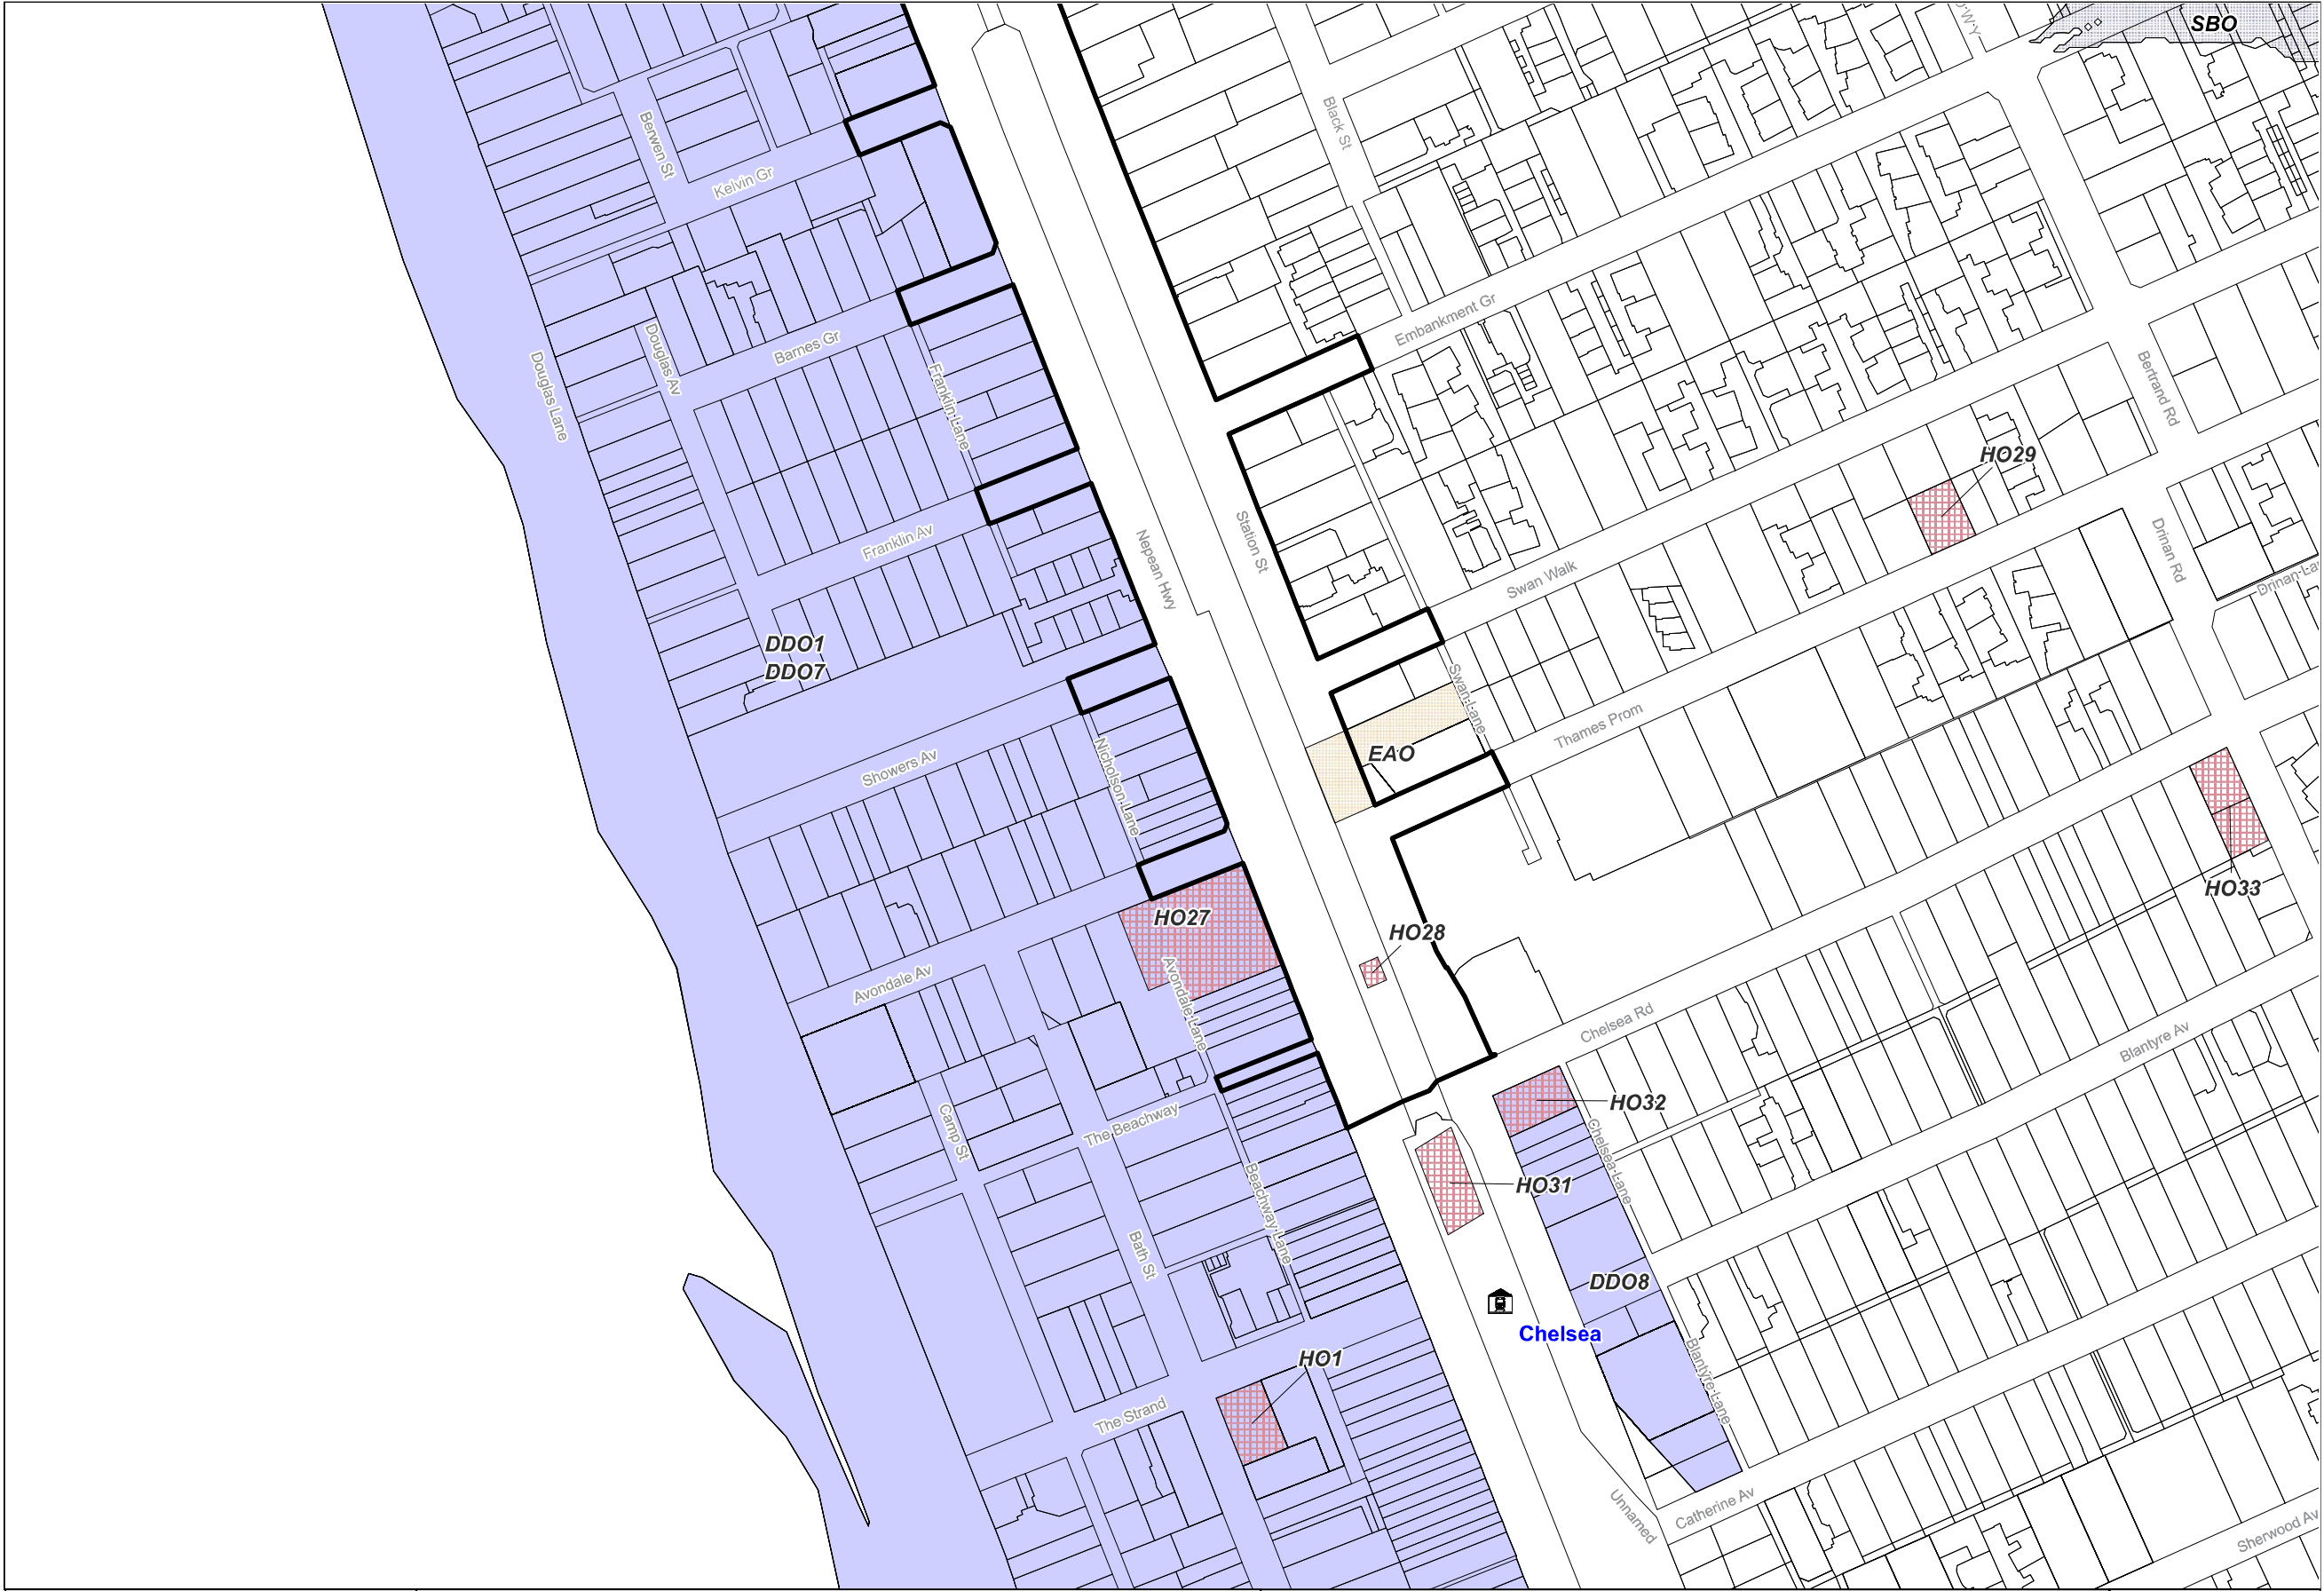 SBO
Black St
Berwen St
Kelvin Gr
Embankment Gr
Douglas Lane
Douglas Av
Barnes Gr
Franklin Lane
Bertrand Rd
HO29
Franklin Av
Nepean Hwy
Station St
Swan Walk
Drinan Rd
DDO1
DDO7
Swan Lane
Thames Prom
EAO
Showers Av
Nicholson Lane
HO33
HO27
HO28
Avondale Av
Avondale Lane
Chelsea Rd
Blantyre Av
HO32
Camp St
The Beachway
Chelsea Lane
HO31
Beachway Lane
Bath St
DDO8
Chelsea
HO1
Blantyre Lane
The Strand
Unnamed
Catherine Av
Sherwood Av